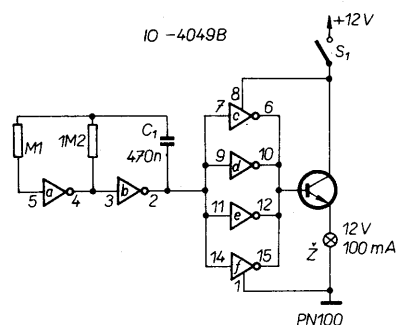 IO -4049B
+12V
S1
8
7 c 6
M1
1M2
C1
470n
9 d 10
5 a 4
3 b 2
11 e 12
12V
100mA
Ž
14 f 15
1
PN100